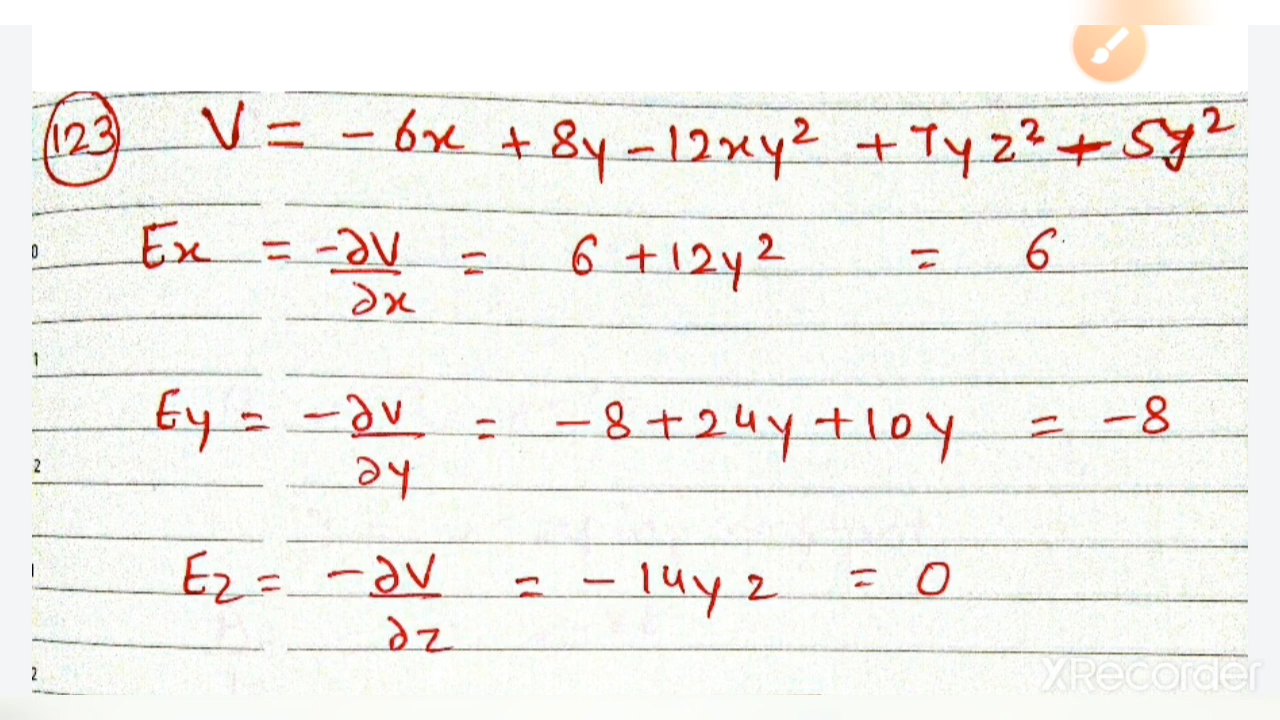 123 V = - 6x + 8y - 12xy² + 7yz² + 5y²
Ex = -∂V/∂x = 6 + 12y² = 6
Ey = -∂V/∂y = -8 + 24y + 10y = -8
Ez = -∂V/∂z = -14yz = 0
XRecorder